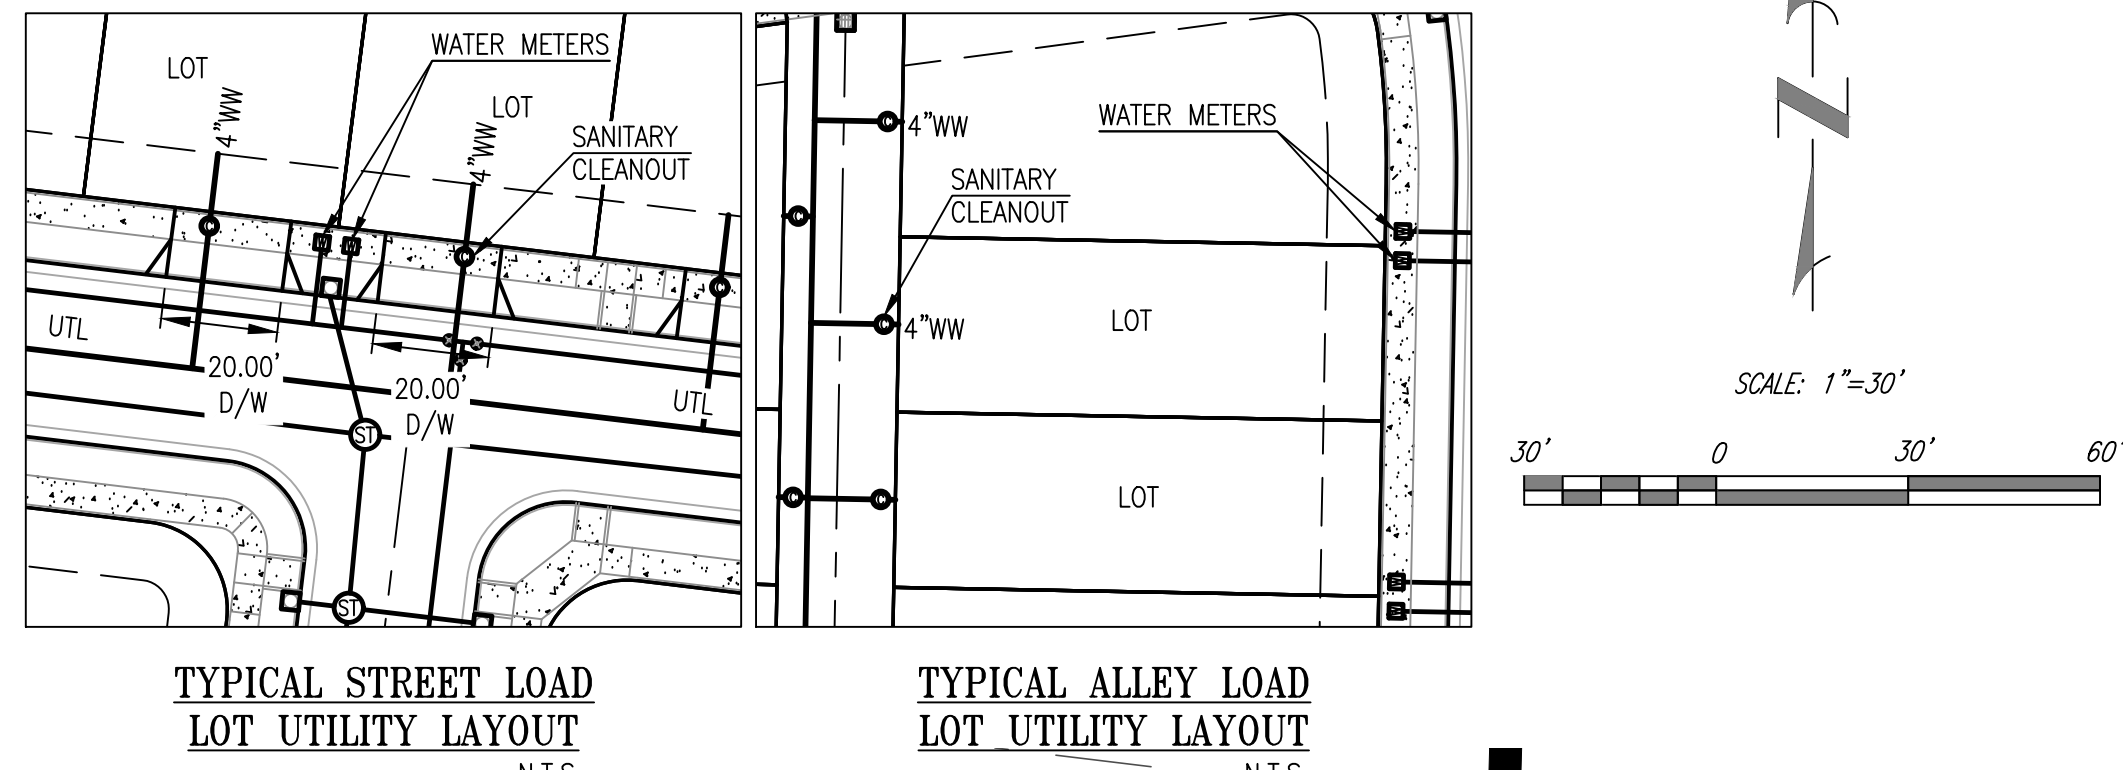 WATER METERS
LOT
4"WW
LOT
4"WW
SANITARY
CLEANOUT
C
C
W
W
C
UTL
20.00'
D/W
20.00'
D/W
UTL
ST
ST
TYPICAL STREET LOAD
LOT UTILITY LAYOUT
N.T.S.
C
4"WW
WATER METERS
SANITARY
CLEANOUT
C
W
W
C
4"WW
LOT
C
C
LOT
W
W
TYPICAL ALLEY LOAD
LOT UTILITY LAYOUT
N.T.S.
N
SCALE: 1"=30'
30' 0 30' 60'